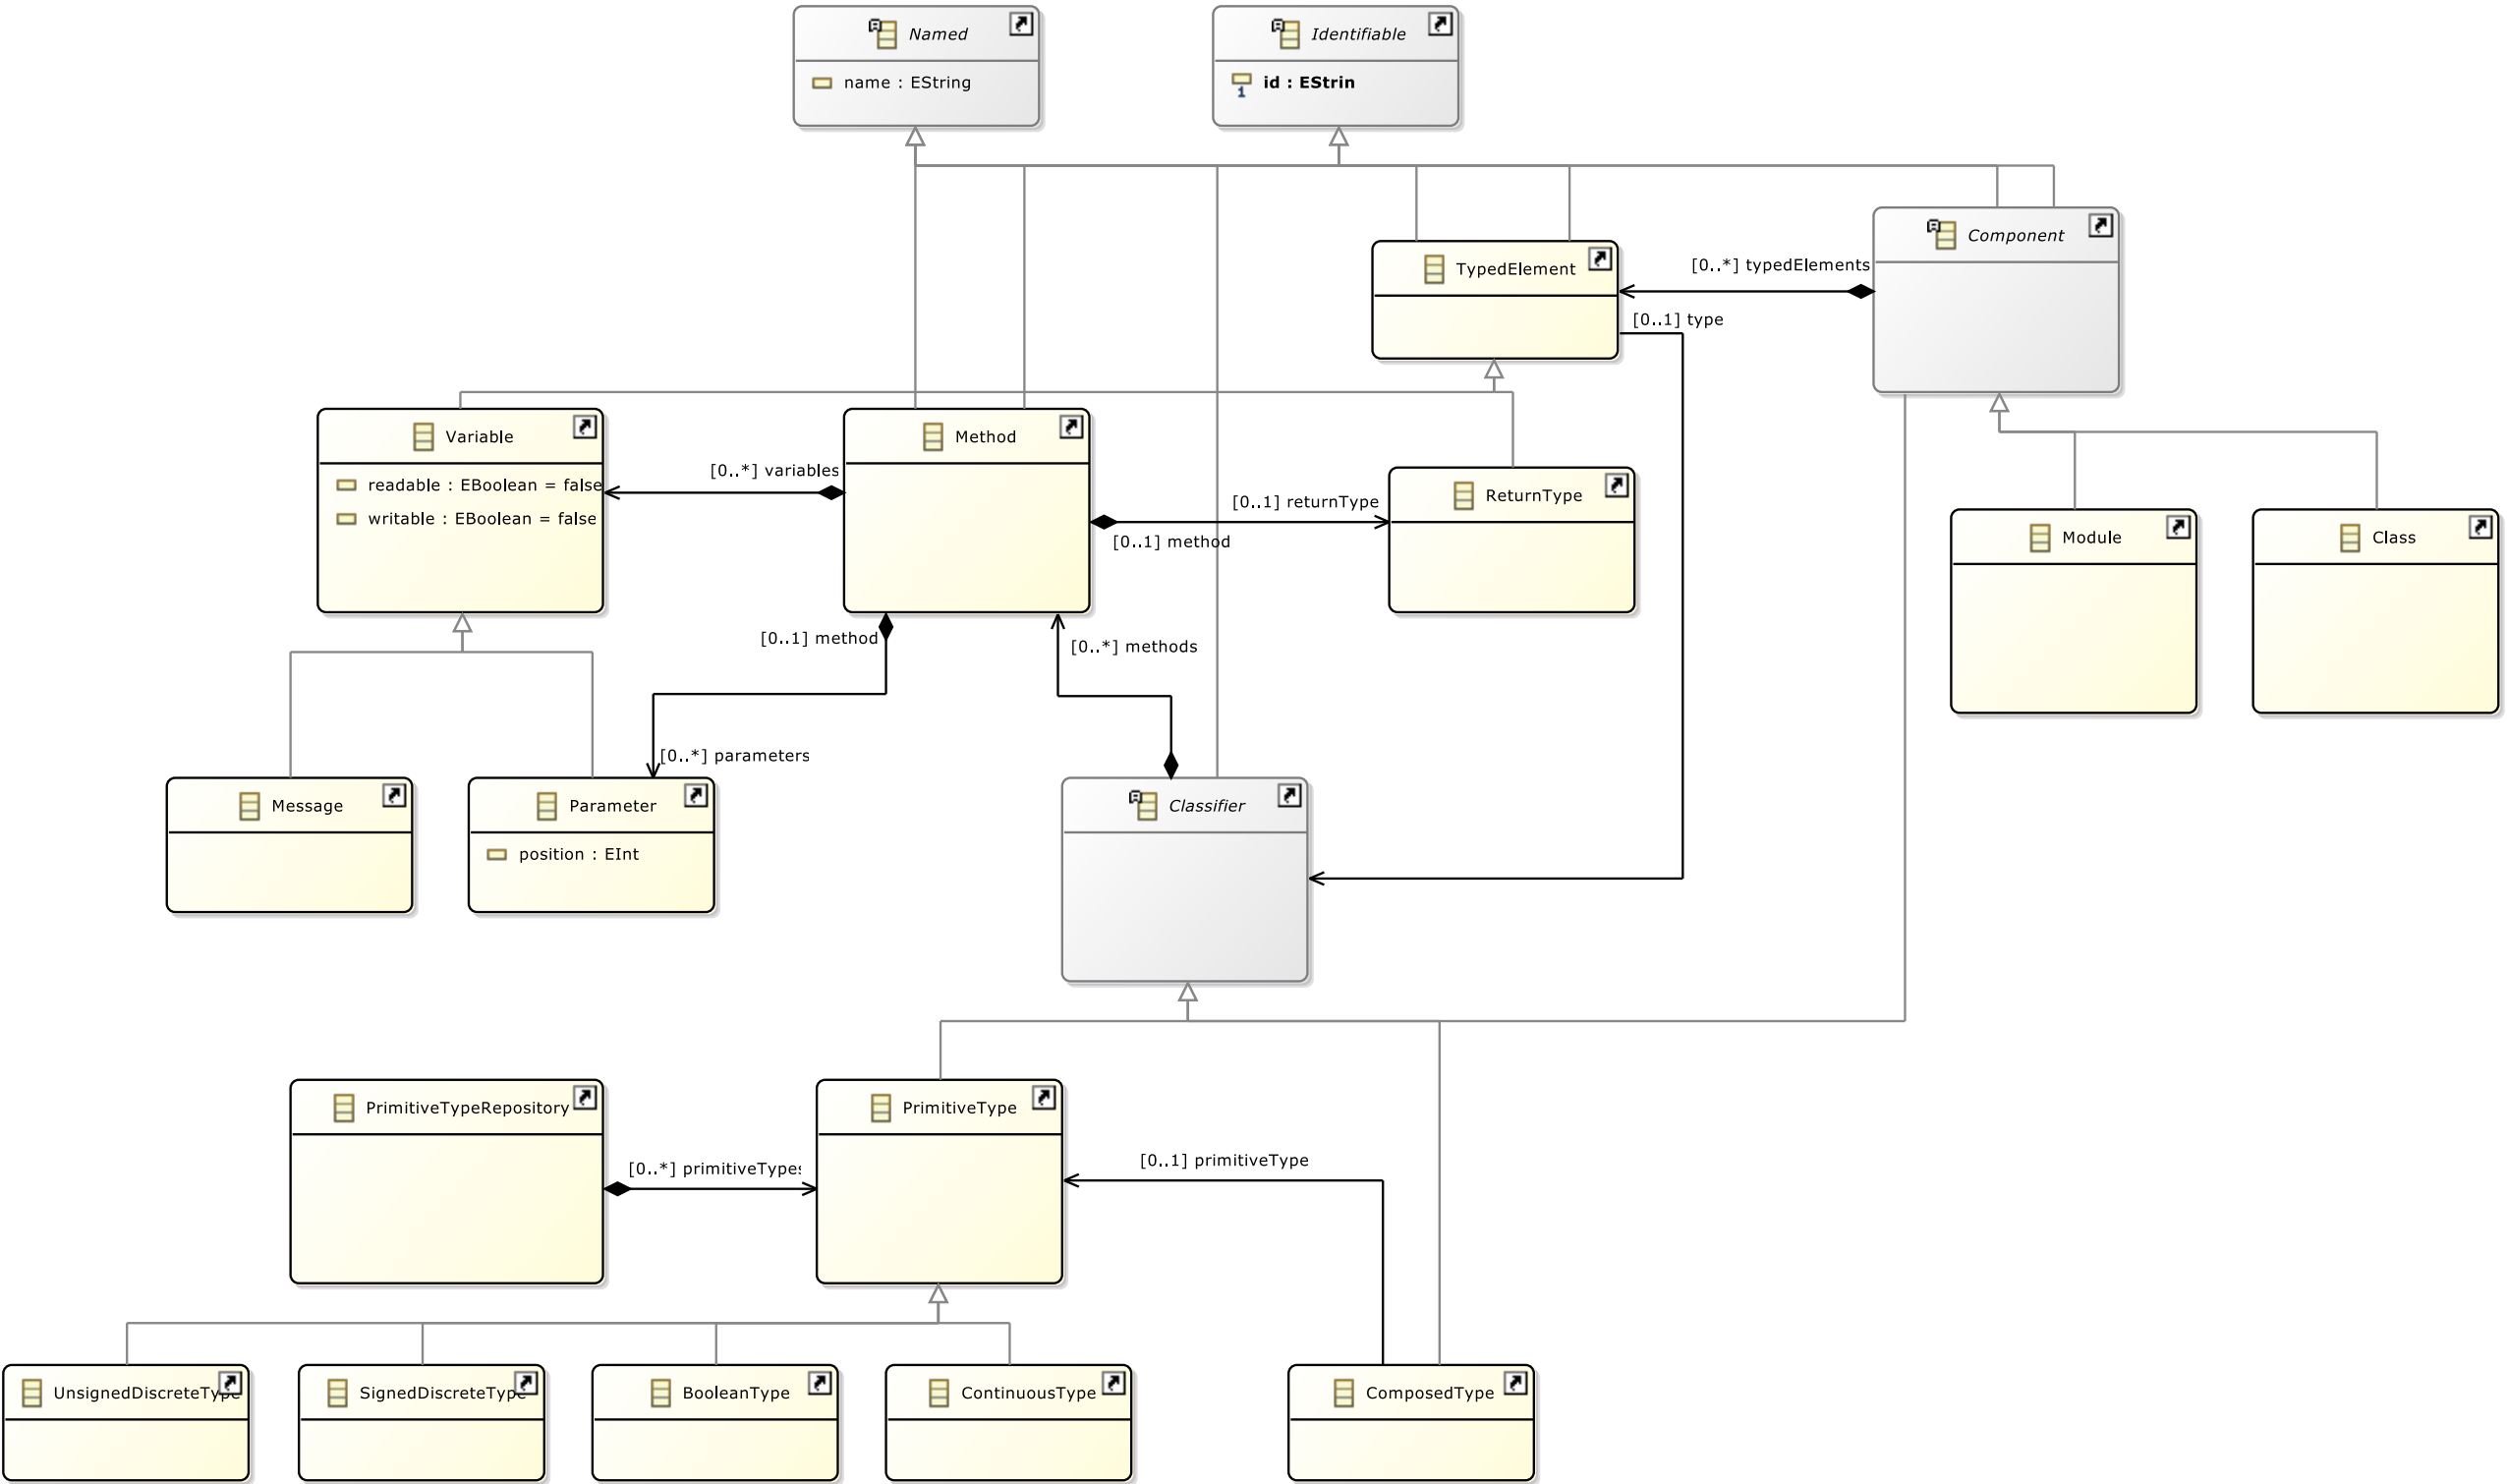 Named
name : EString
Identifiable
1
id : EStrin
Component
TypedElement
[0..*] typedElements
[0..1] type
Variable
readable : EBoolean = false
writable : EBoolean = false
Method
[0..*] variables
ReturnType
[0..1] returnType
[0..1] method
Module
Class
[0..1] method
[0..*] methods
[0..*] parameters
Message
Parameter
position : EInt
Classifier
PrimitiveTypeRepository
PrimitiveType
[0..*] primitiveTypes
[0..1] primitiveType
UnsignedDiscreteType
SignedDiscreteType
BooleanType
ContinuousType
ComposedType